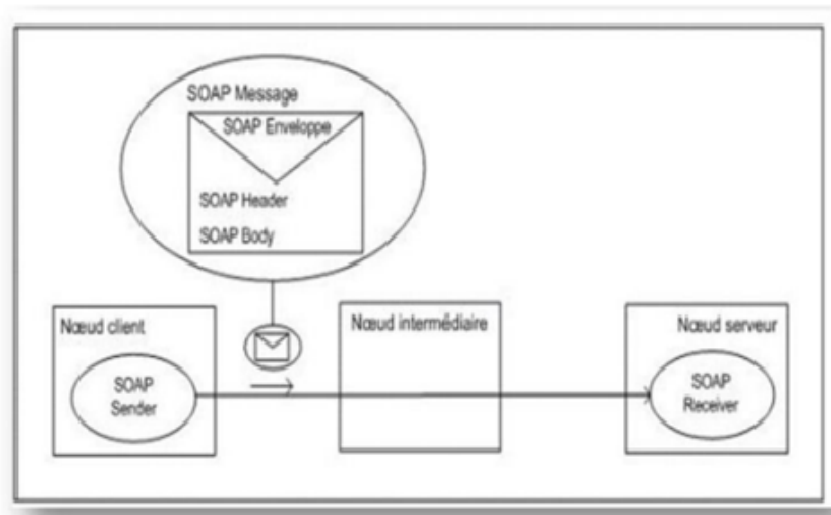 SOAP Message
SOAP Enveloppe
SOAP Header
SOAP Body
Nœud client
Nœud intermédiaire
Nœud serveur
SOAP
Sender
SOAP
Receiver